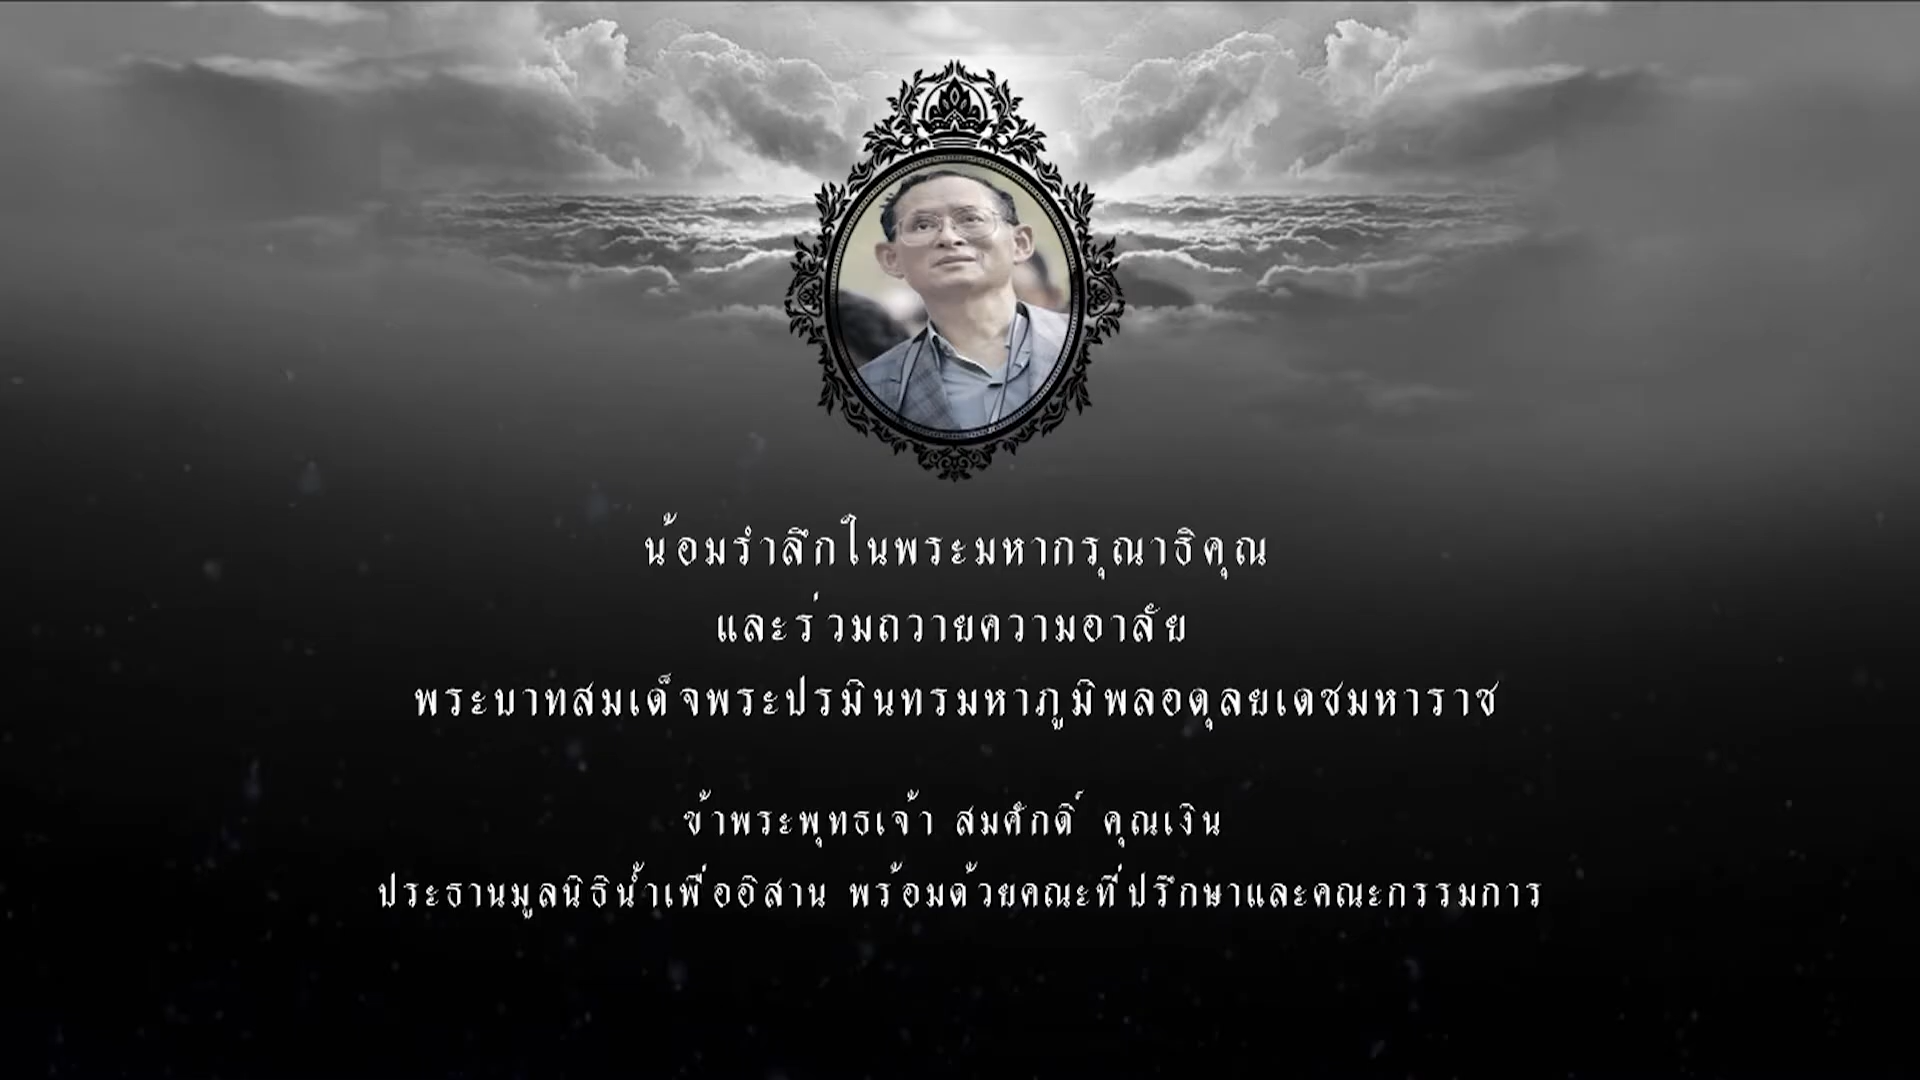 น้อมรำลึกในพระมหากรุณาธิคุณ
และร่วมถวายความอาลัย
พระบาทสมเด็จพระปรมินทรมหาภูมิพลอดุลยเดชมหาราช
ข้าพระพุทธเจ้า สมศักดิ์ คุณเงิน
ประธานมูลนิธิน้ำเพื่ออิสาน พร้อมด้วยคณะที่ปรึกษาและคณะกรรมการ